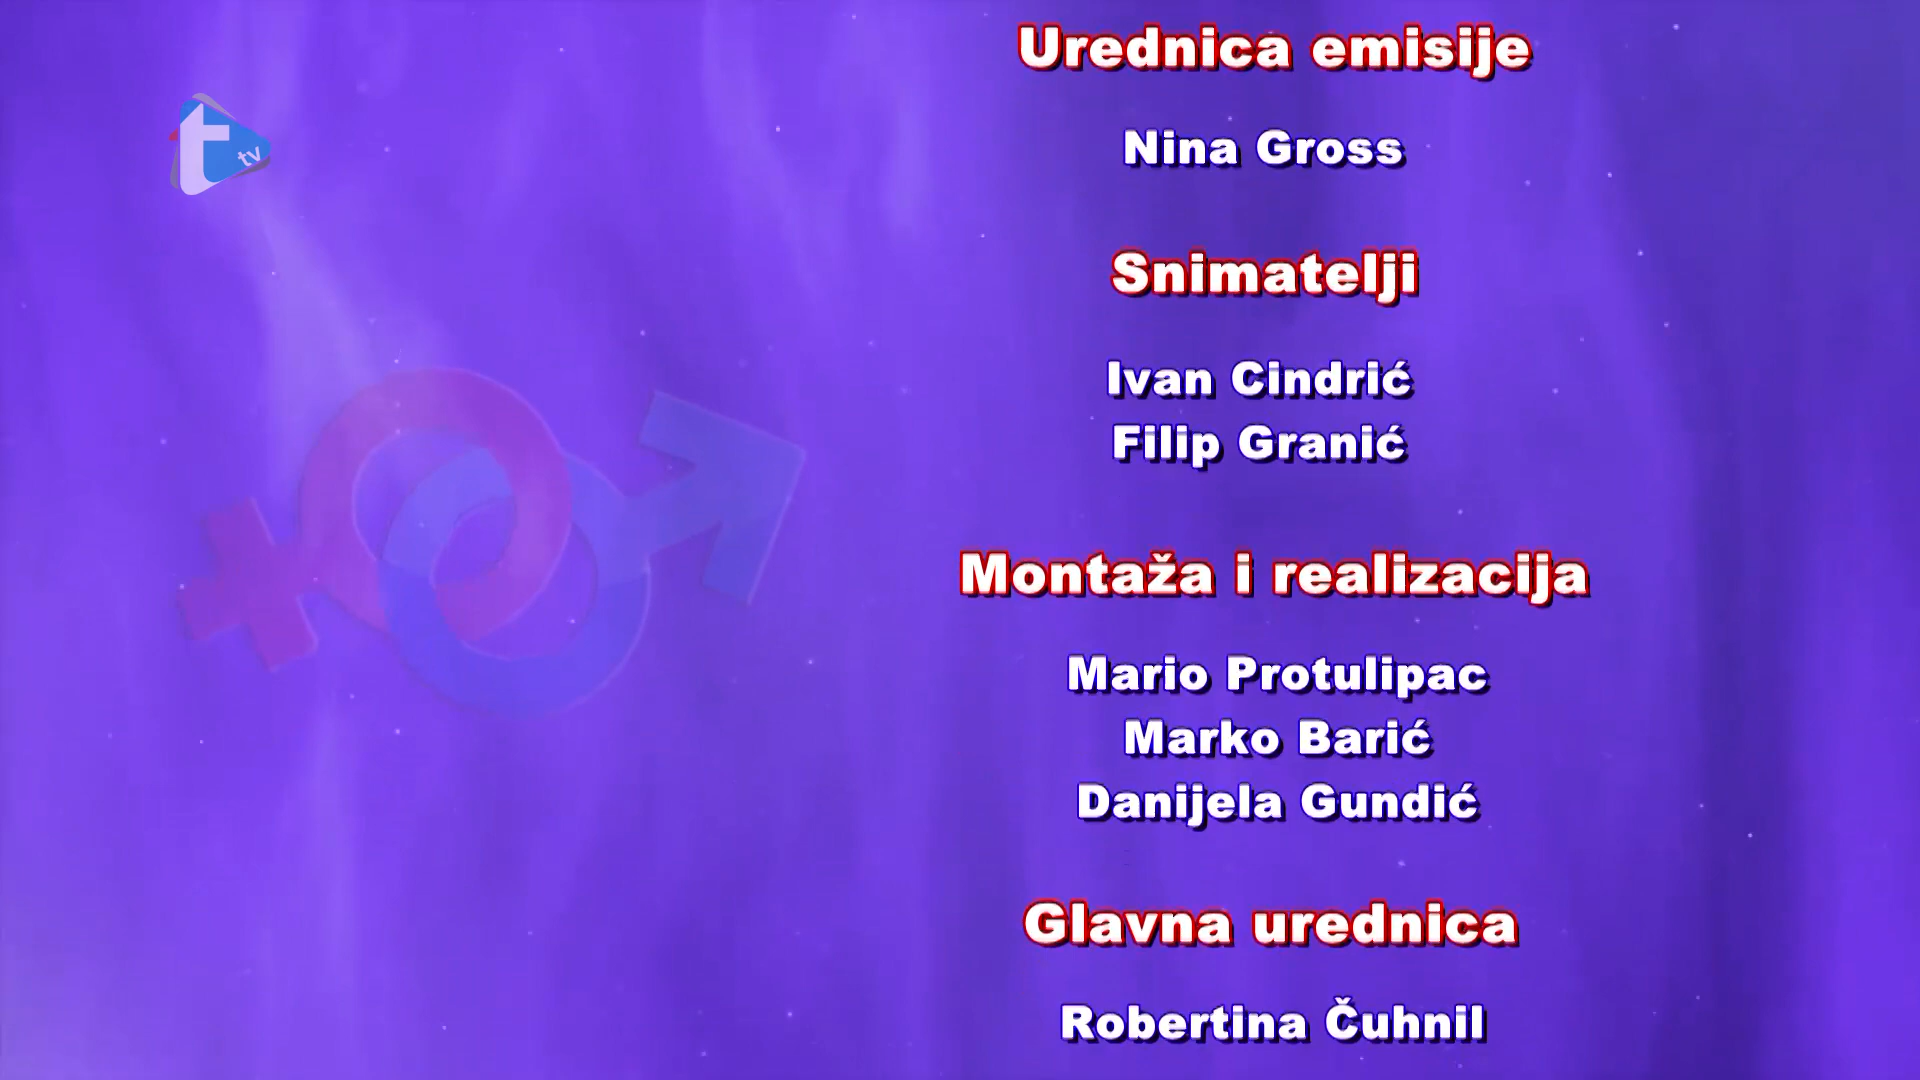 t tv
Urednica emisije
Nina Gross
Snimatelji
Ivan Cindrić
Filip Granić
Montaža i realizacija
Mario Protulipac
Marko Barić
Danijela Gundić
Glavna urednica
Robertina Čuhnil